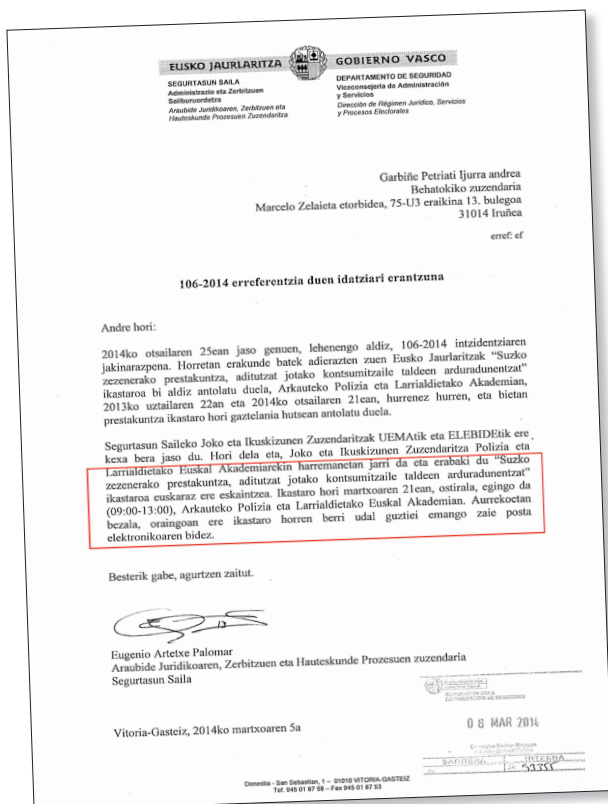 EUSKO JAURLARITZA
GOBIERNO VASCO
SEGURTASUN SAILA
Administrazio eta Zerbitzuen
Sailburuordetza
Araubide Juridikoaren, Zerbitzuen eta
Hauteskunde Prozesuen Zuzendaritza
DEPARTAMENTO DE SEGURIDAD
Viceconsejería de Administración
y Servicios
Dirección de Régimen Jurídico, Servicios
y Procesos Electorales
Garbiñe Petriati Ijurra andrea
Behatokiko zuzendaria
Marcelo Zelaieta etorbidea, 75-U3 eraikina 13. bulegoa
31014 Iruñea
erref: ef
106-2014 erreferentzia duen idatziari erantzuna
Andre hori:
2014ko otsailaren 25ean jaso genuen, lehenengo aldiz, 106-2014 intzidentziaren
jakinarazpena. Horretan erakunde batek adierazten zuen Eusko Jaurlaritzak “Suzko
zezenerako prestakuntza, aditutzat jotako kontsumitzaile taldeen arduradunentzat”
ikastaroa bi aldiz antolatu duela, Arkauteko Polizia eta Larrialdietako Akademian,
2013ko uztailaren 22an eta 2014ko otsailaren 21ean, hurrenez hurren, eta bietan
prestakuntza ikastaro hori gaztelania hutsean antolatu duela.
Segurtasun Saileko Joko eta Ikuskizunen Zuzendaritzak UEMAtik eta ELEBIDEtik ere
kexa bera jaso du. Hori dela eta, Joko eta Ikuskizunen Zuzendaritza Polizia eta
Larrialdietako Euskal Akademiarekin harremanetan jarri da eta erabaki du “Suzko
zezenerako prestakuntza, aditutzat jotako kontsumitzaile taldeen arduradunentzat”
ikastaroa euskaraz ere eskaintzea. Ikastaro hori martxoaren 21ean, ostirala, egingo da
(09:00-13:00), Arkauteko Polizia eta Larrialdietako Euskal Akademian. Aurrekoetan
bezala, oraingoan ere ikastaro horren berri udal guztiei emango zaie posta
elektronikoaren bidez.
Besterik gabe, agurtzen zaitut.
Eugenio Artetxe Palomar
Araubide Juridikoaren, Zerbitzuen eta Hauteskunde Prozesuen zuzendaria
Segurtasun Saila
Vitoria-Gasteiz, 2014ko martxoaren 5a
06 MAR 2014
SARRERA
IRTEERA
Donostia - San Sebastian, 1 – 01010 VITORIA-GASTEIZ
Tef. 945 01 87 58 – Fax 945 01 87 53